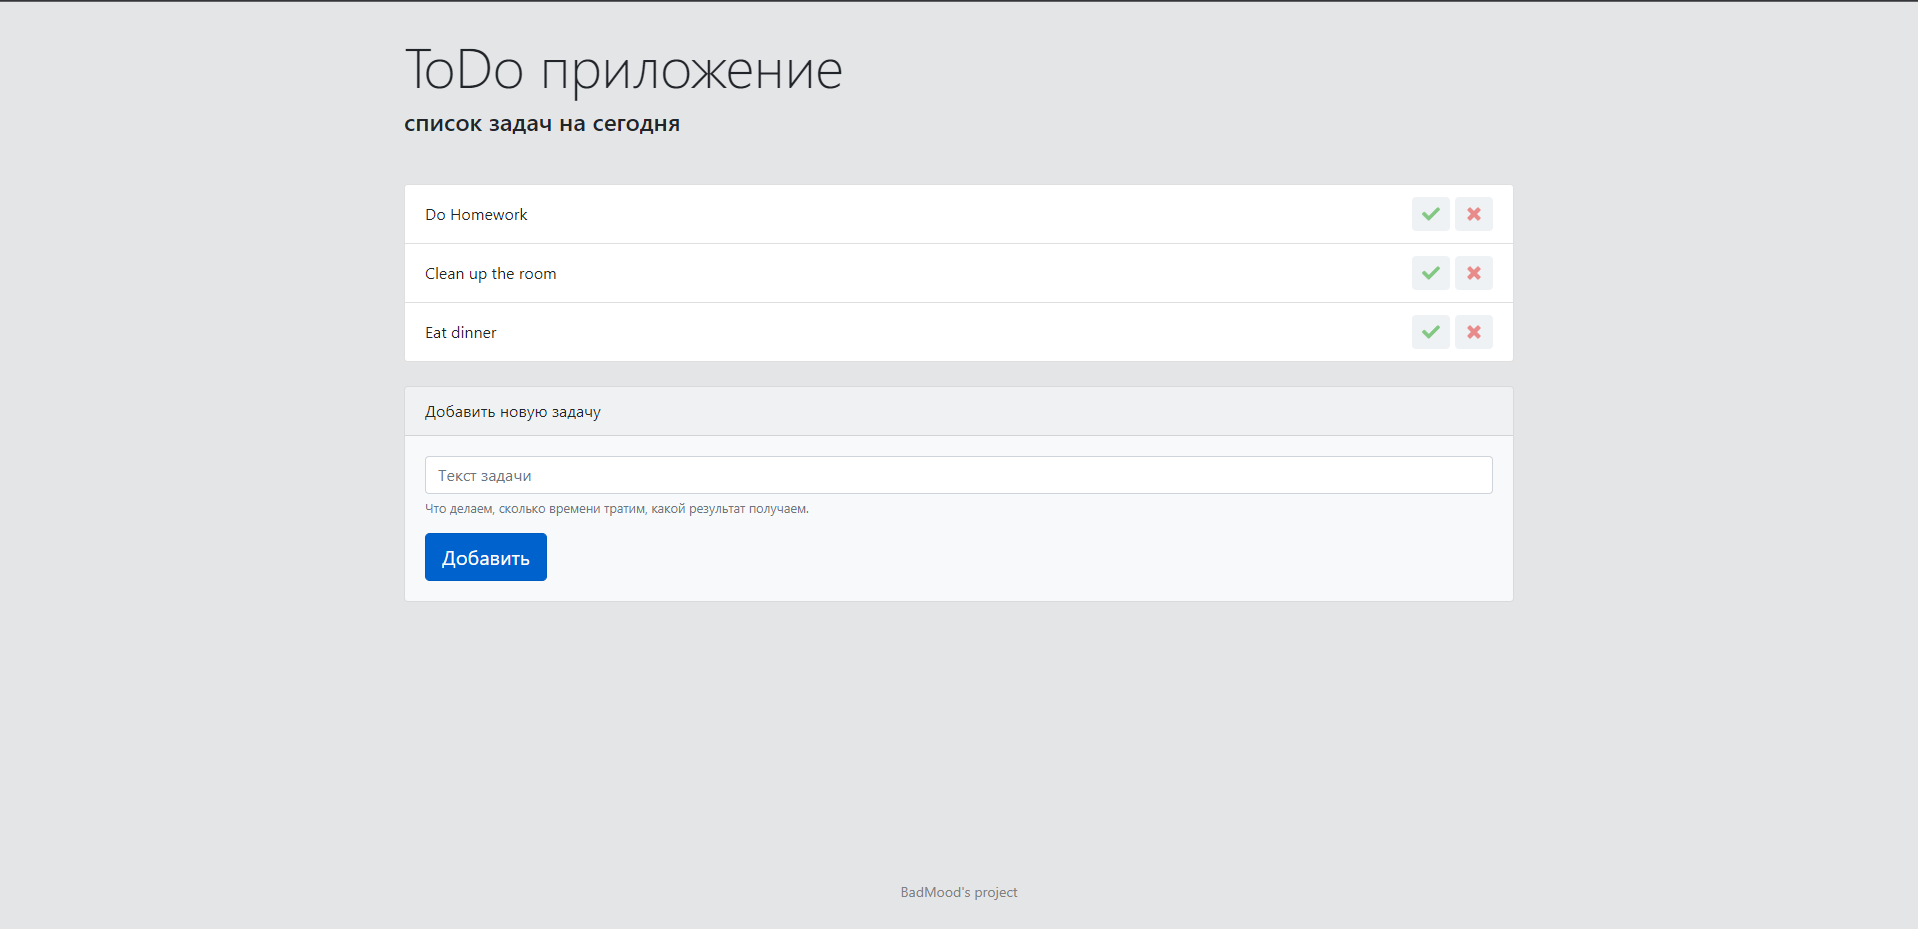 ToDo приложение
список задач на сегодня
Do Homework
Clean up the room
Eat dinner
Добавить новую задачу
Текст задачи
Что делаем, сколько времени тратим, какой результат получаем.
Добавить
BadMood's project